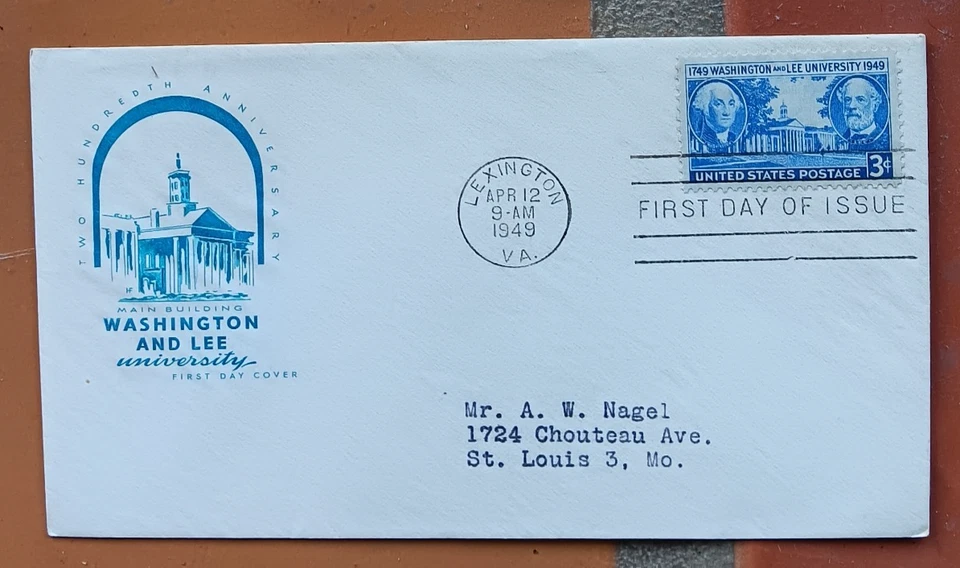 TWO HUNDREDTH ANNIVERSARY
HF
MAIN BUILDING
WASHINGTON
AND LEE
university
FIRST DAY COVER
LEXINGTON
APR 12
9-AM
1949
VA.
1749 WASHINGTON AND LEE UNIVERSITY 1949
3¢
UNITED STATES POSTAGE
FIRST DAY OF ISSUE
Mr. A. W. Nagel
1724 Chouteau Ave.
St. Louis 3, Mo.